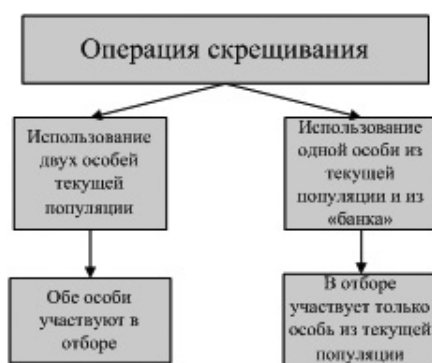 Операция скрещивания
Использование
двух особей
текущей
популяции
Использование
одной особи из
текущей
популяции и из
«банка»
Обе особи
участвуют в
отборе
В отборе
участвует только
особь из текущей
популяции